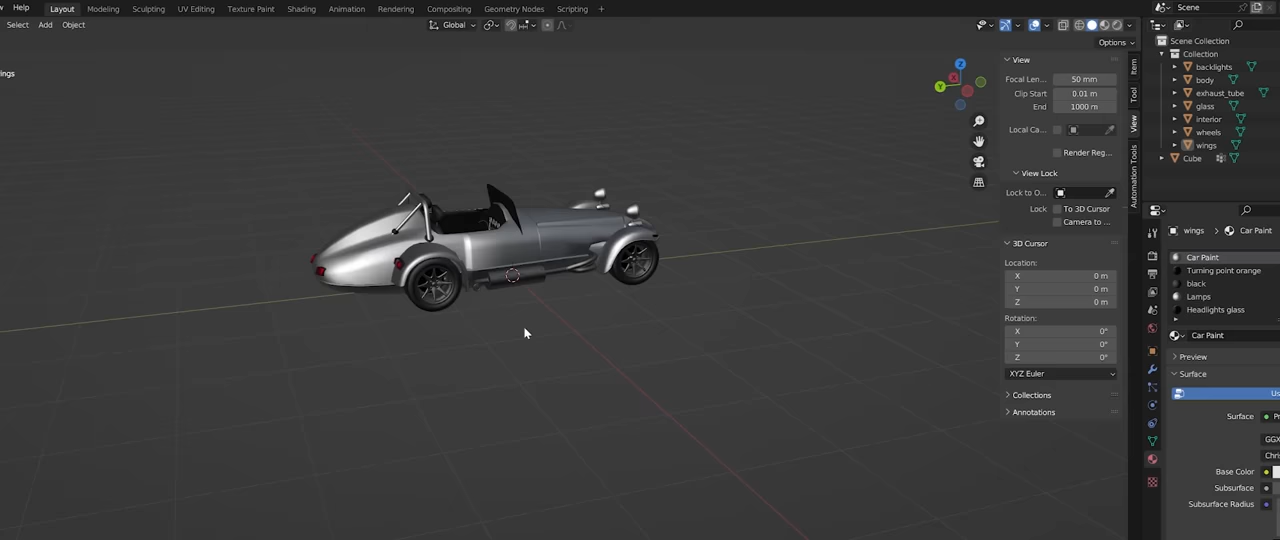 Help
Layout Modeling Sculpting UV Editing Texture Paint Shading Animation Rendering Compositing Geometry Nodes Scripting +
Scene
Select Add Object
Global
Options
ings
View
Focal Len... 50 mm
Clip Start 0.01 m
End 1000 m
Local Ca...
Render Reg...
View Lock
Lock to O...
Lock To 3D Cursor
Camera to ...
3D Cursor
Location:
X 0 m
Y 0 m
Z 0 m
Rotation:
X 0°
Y 0°
Z 0°
XYZ Euler
Collections
Annotations
Item
Tool
View
Automation Tools
Z
X
Y
Scene Collection
Collection
backlights
body
exhaust_tube
glass
interior
wheels
wings
Cube
wings Car Paint
Car Paint
Turning point orange
black
Lamps
Headlights glass
Car Paint
Preview
Surface
Us
Surface Pr
GGX
Chris
Base Color
Subsurface
Subsurface Radius